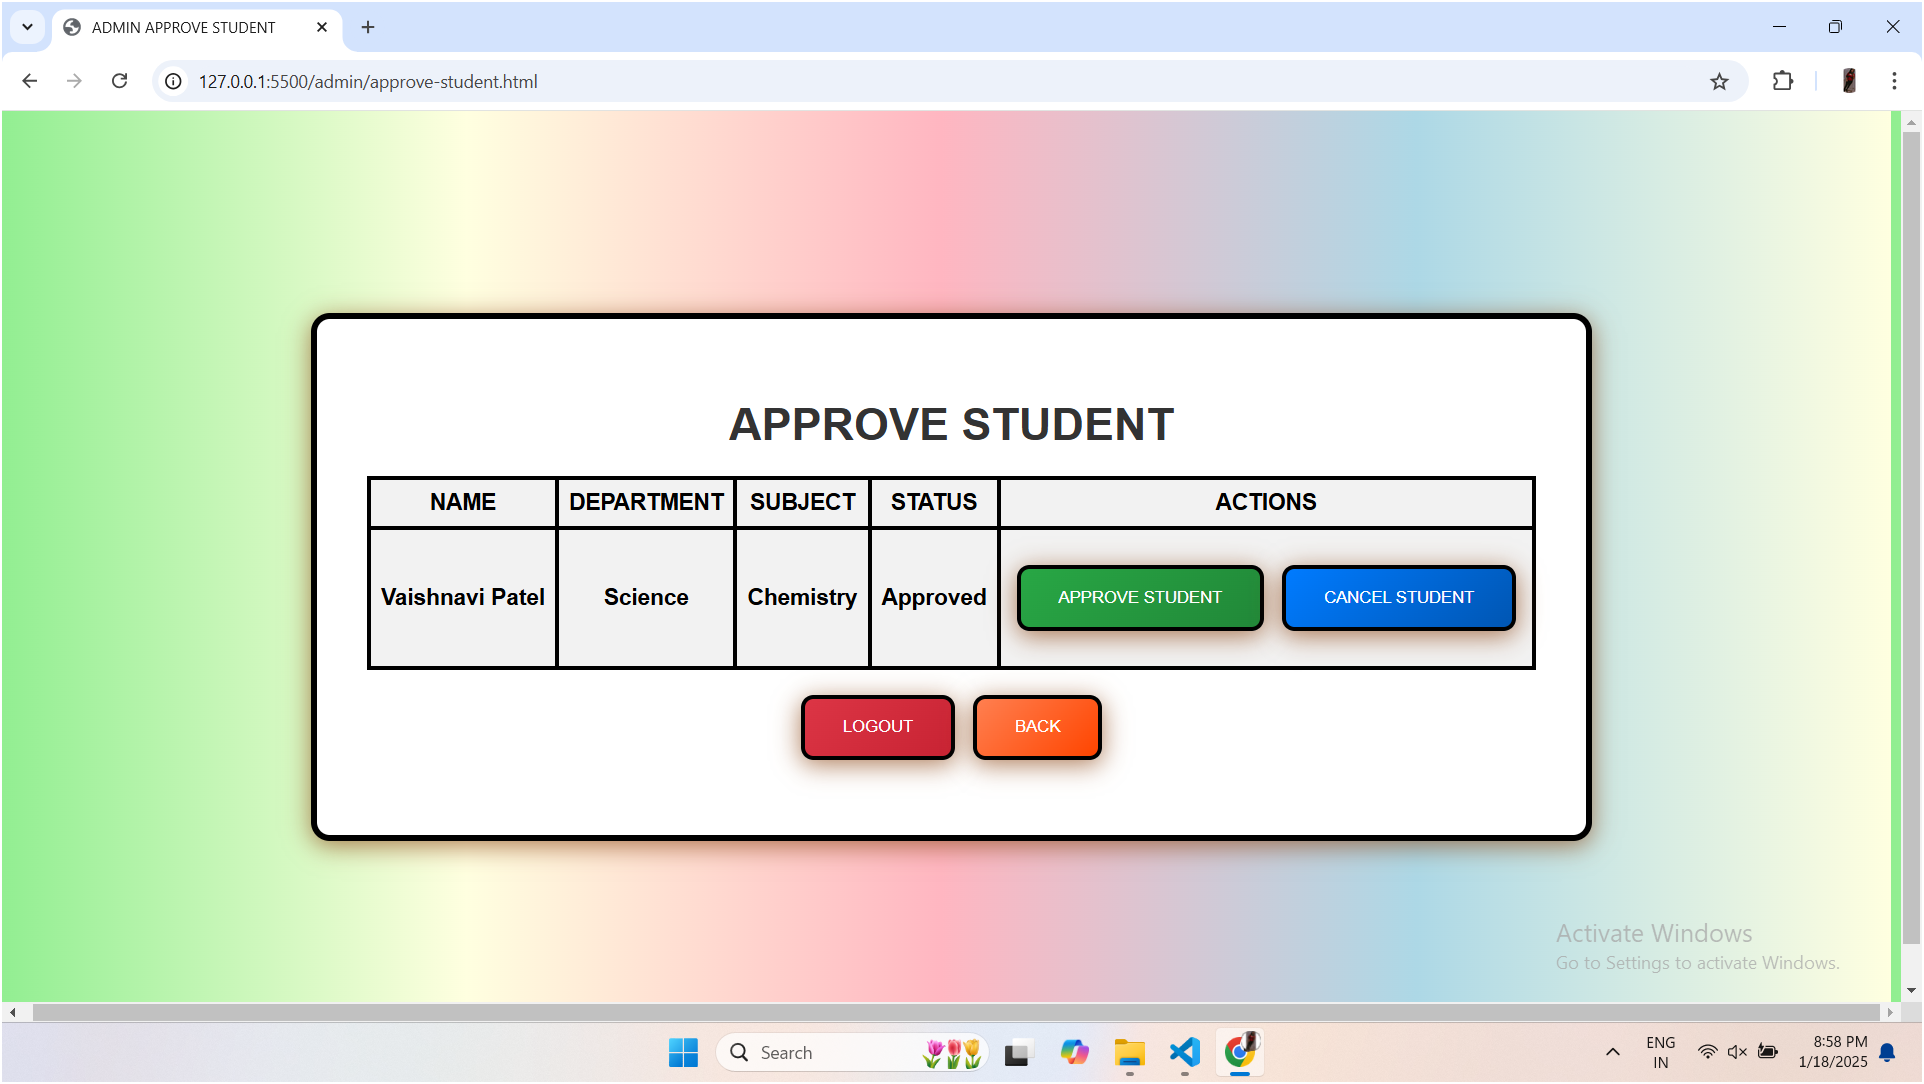 ADMIN APPROVE STUDENT
127.0.0.1:5500/admin/approve-student.html
APPROVE STUDENT
NAME DEPARTMENT SUBJECT STATUS ACTIONS
Vaishnavi Patel Science Chemistry Approved APPROVE STUDENT CANCEL STUDENT
LOGOUT BACK
Activate Windows
Go to Settings to activate Windows.
Search
ENG
IN
8:58 PM
1/18/2025